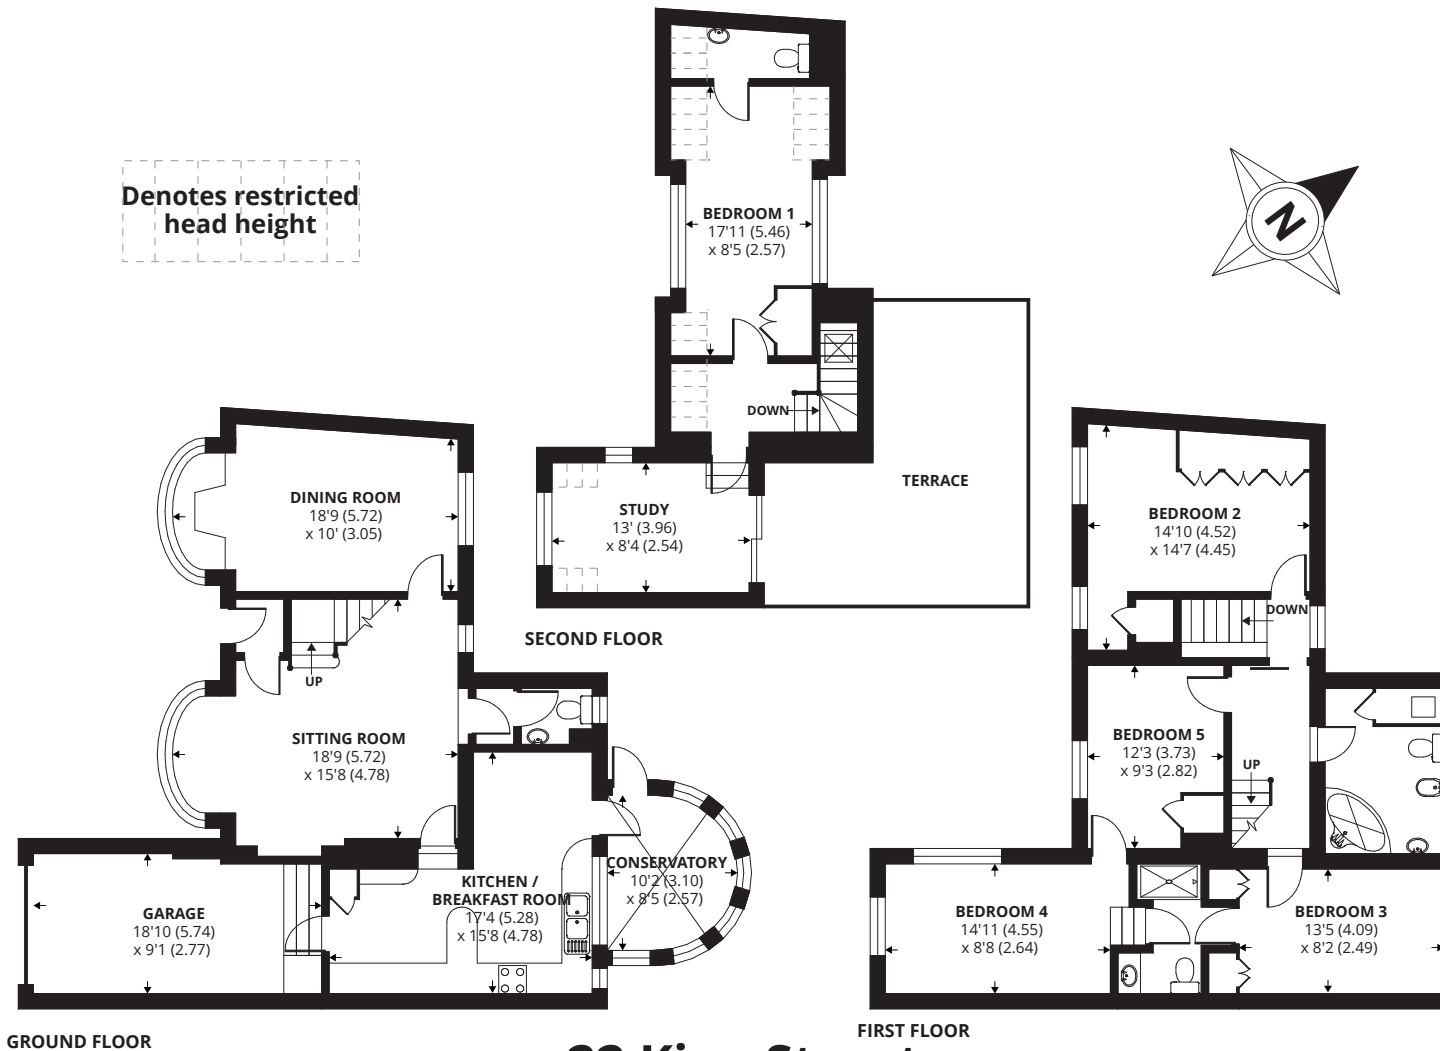 Denotes restricted
head height
BEDROOM 1
17'11 (5.46)
x 8'5 (2.57)
N
DOWN
TERRACE
STUDY
13' (3.96)
x 8'4 (2.54)
SECOND FLOOR
DINING ROOM
18'9 (5.72)
x 10' (3.05)
UP
SITTING ROOM
18'9 (5.72)
x 15'8 (4.78)
KITCHEN /
BREAKFAST ROOM
17'4 (5.28)
x 15'8 (4.78)
CONSERVATORY
10'2 (3.10)
x 8'5 (2.57)
GARAGE
18'10 (5.74)
x 9'1 (2.77)
GROUND FLOOR
BEDROOM 2
14'10 (4.52)
x 14'7 (4.45)
DOWN
BEDROOM 5
12'3 (3.73)
x 9'3 (2.82)
UP
BEDROOM 4
14'11 (4.55)
x 8'8 (2.64)
BEDROOM 3
13'5 (4.09)
x 8'2 (2.49)
FIRST FLOOR